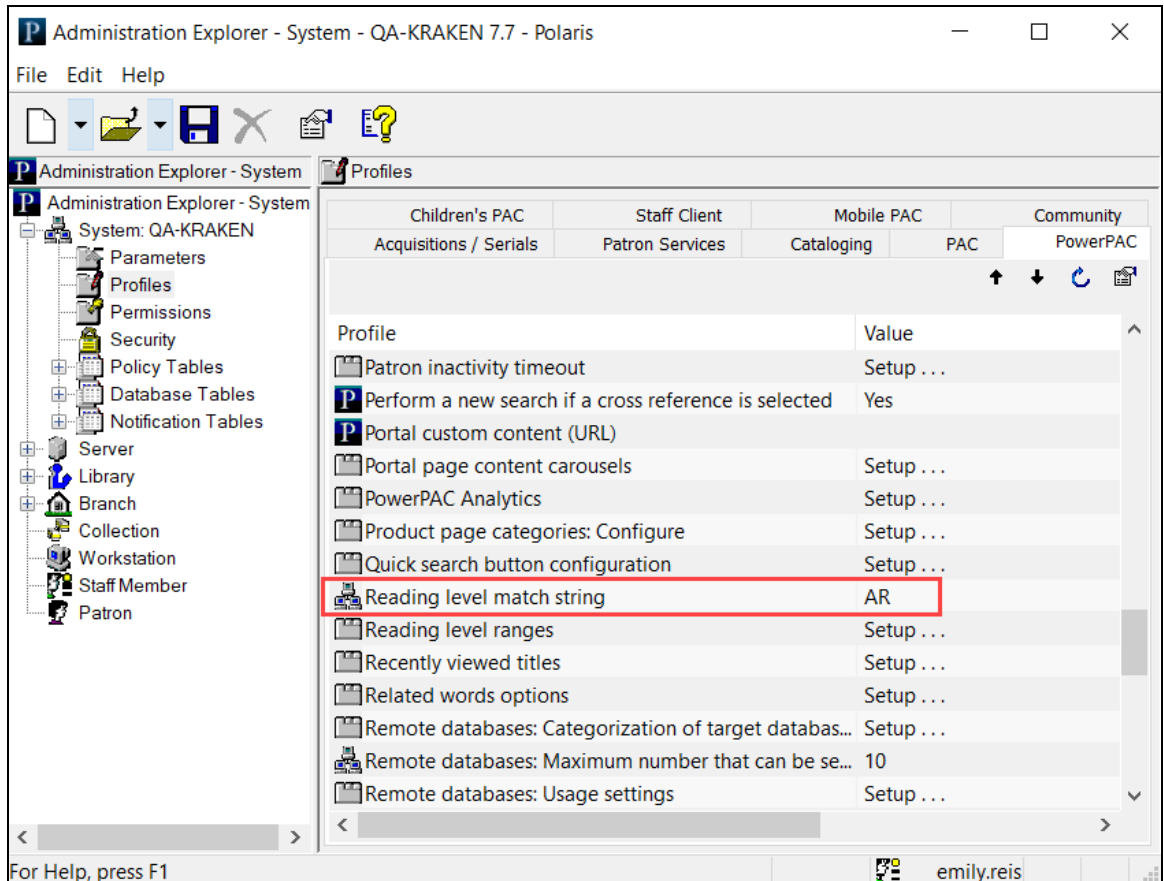 Administration Explorer - System - QA-KRAKEN 7.7 - Polaris
File Edit Help
Administration Explorer - System
Profiles
Administration Explorer - System
System: QA-KRAKEN
Parameters
Profiles
Permissions
Security
Policy Tables
Database Tables
Notification Tables
Server
Library
Branch
Collection
Workstation
Staff Member
Patron
Children's PAC Staff Client Mobile PAC Community
Acquisitions / Serials Patron Services Cataloging PAC PowerPAC
Profile Value
Patron inactivity timeout Setup . . .
Perform a new search if a cross reference is selected Yes
Portal custom content (URL)
Portal page content carousels Setup . . .
PowerPAC Analytics Setup . . .
Product page categories: Configure Setup . . .
Quick search button configuration Setup . . .
Reading level match string AR
Reading level ranges Setup . . .
Recently viewed titles Setup . . .
Related words options Setup . . .
Remote databases: Categorization of target databas... Setup . . .
Remote databases: Maximum number that can be se... 10
Remote databases: Usage settings Setup . . .
For Help, press F1 emily.reis